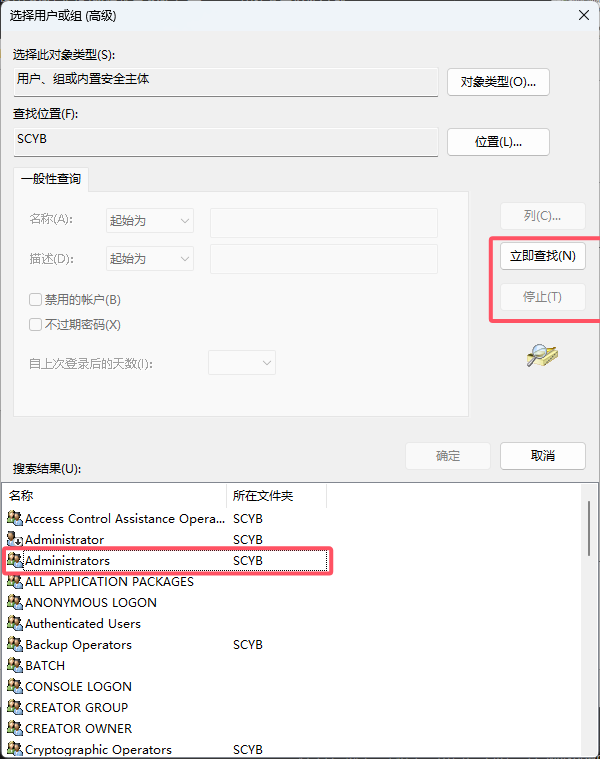 选择用户或组 (高级)
选择此对象类型(S):
用户、组或内置安全主体
对象类型(O)...
查找位置(F):
SCYB
位置(L)...
一般性查询
名称(A):
起始为
列(C)...
描述(D):
起始为
立即查找(N)
禁用的帐户(B)
停止(T)
不过期密码(X)
自上次登录后的天数(I):
确定
取消
搜索结果(U):
名称 所在文件夹
Access Control Assistance Opera... SCYB
Administrator SCYB
Administrators SCYB
ALL APPLICATION PACKAGES
ANONYMOUS LOGON
Authenticated Users
Backup Operators SCYB
BATCH
CONSOLE LOGON
CREATOR GROUP
CREATOR OWNER
Cryptographic Operators SCYB